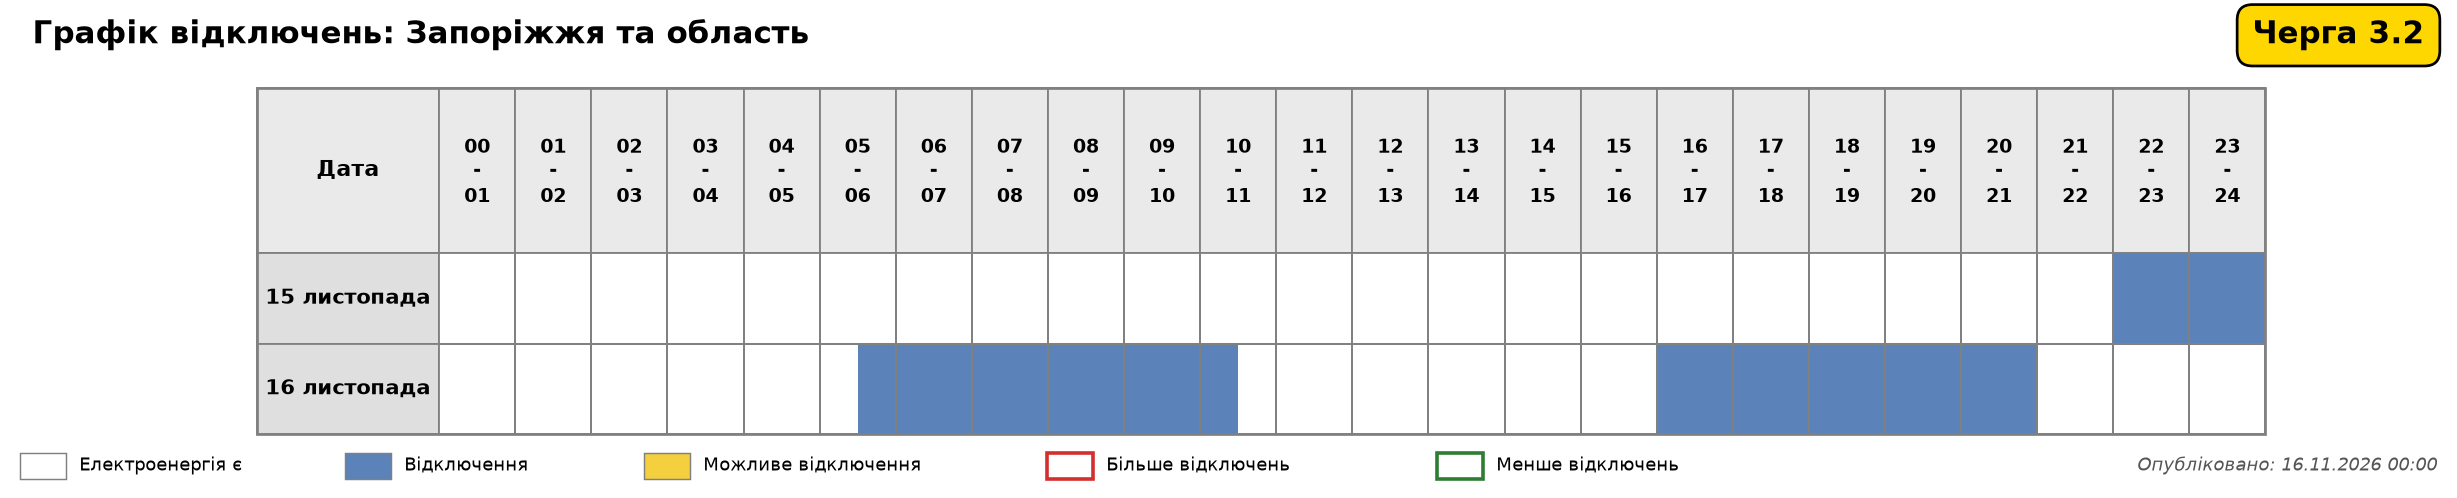 Графік відключень: Запоріжжя та область
Черга 3.2
Дата
00 - 01
01 - 02
02 - 03
03 - 04
04 - 05
05 - 06
06 - 07
07 - 08
08 - 09
09 - 10
10 - 11
11 - 12
12 - 13
13 - 14
14 - 15
15 - 16
16 - 17
17 - 18
18 - 19
19 - 20
20 - 21
21 - 22
22 - 23
23 - 24
15 листопада
16 листопада
Електроенергія є
Відключення
Можливе відключення
Більше відключень
Менше відключень
Опубліковано: 16.11.2026 00:00